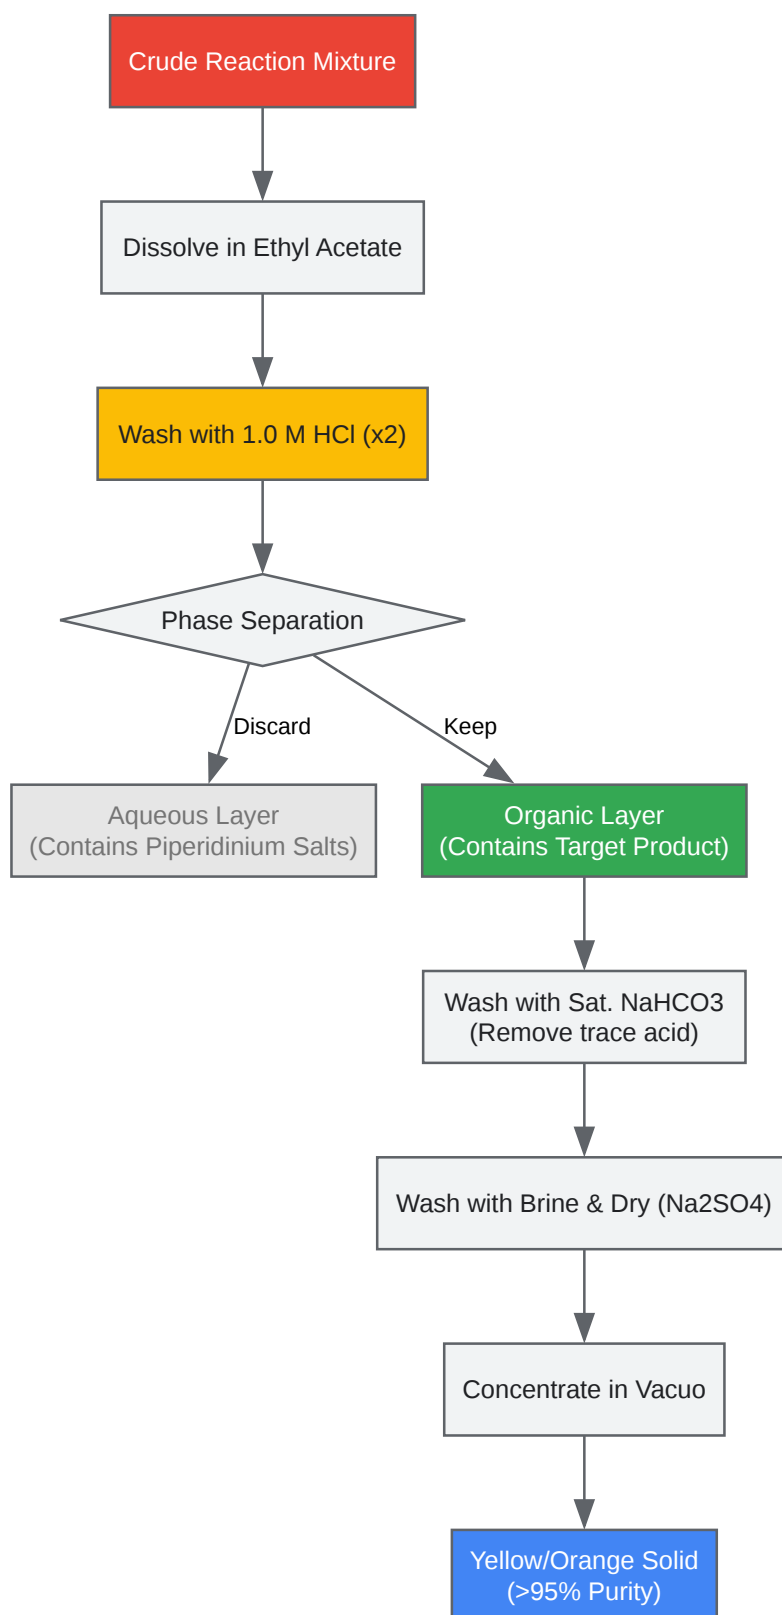 Crude Reaction Mixture
Dissolve in Ethyl Acetate
Wash with 1.0 M HCl (x2)
Phase Separation
Discard
Keep
Aqueous Layer
(Contains Piperidinium Salts)
Organic Layer
(Contains Target Product)
Wash with Sat. NaHCO3
(Remove trace acid)
Wash with Brine & Dry (Na2SO4)
Concentrate in Vacuo
Yellow/Orange Solid
(>95% Purity)